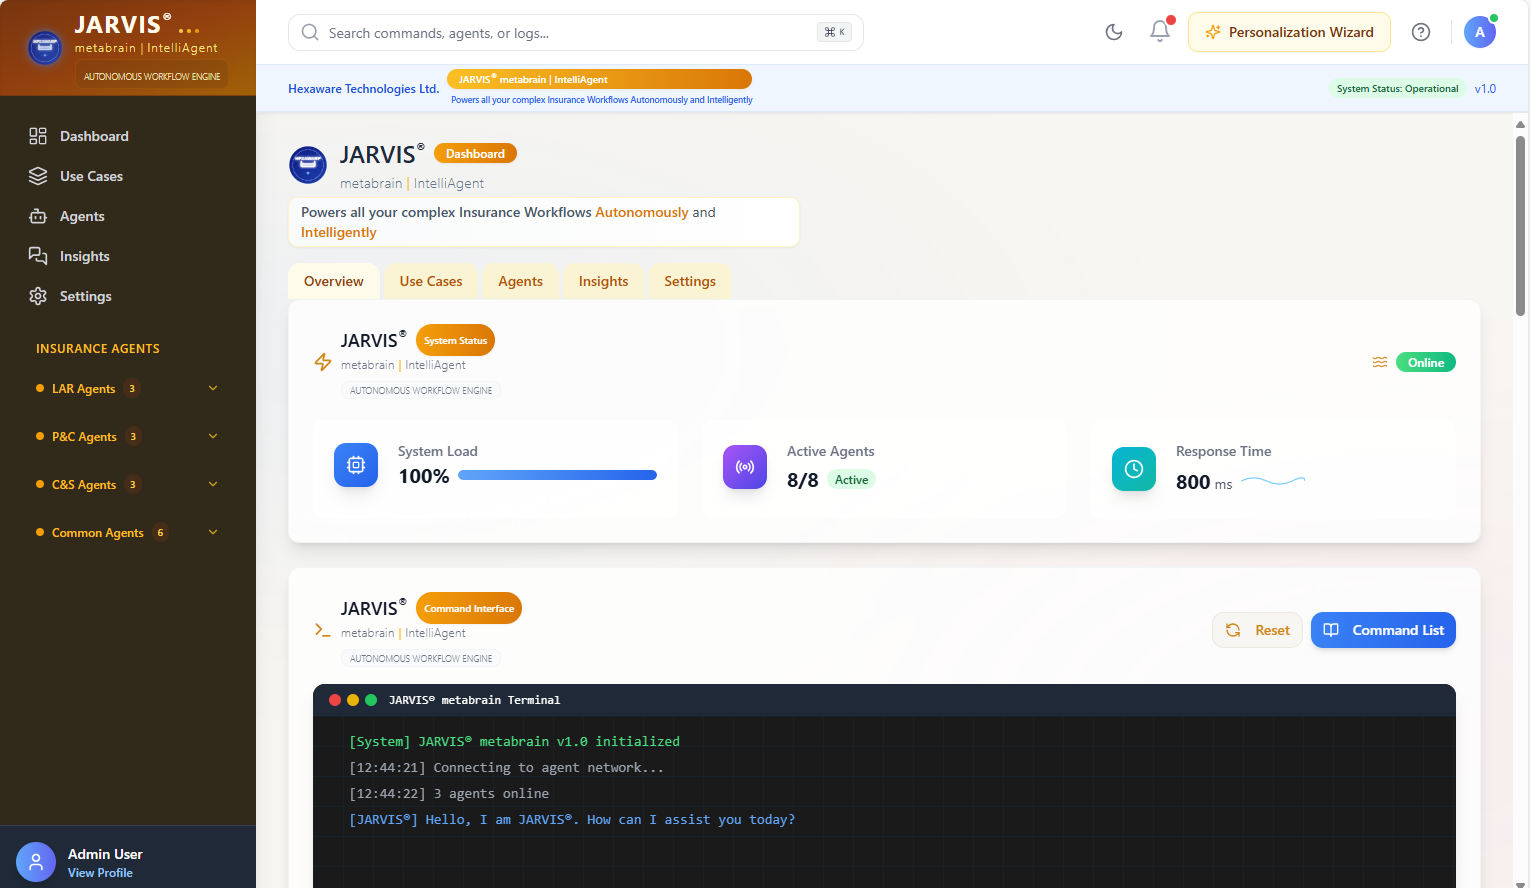 JARVIS® ...
metabrain | IntelliAgent
AUTONOMOUS WORKFLOW ENGINE
Dashboard
Use Cases
Agents
Insights
Settings
INSURANCE AGENTS
LAR Agents 3
P&C Agents 3
C&S Agents 3
Common Agents 6
Admin User
View Profile
Search commands, agents, or logs...
⌘ K
Personalization Wizard
A
Hexaware Technologies Ltd.
JARVIS® metabrain | IntelliAgent
Powers all your complex Insurance Workflows Autonomously and Intelligently
System Status: Operational
v1.0
JARVIS® Dashboard
metabrain | IntelliAgent
Powers all your complex Insurance Workflows Autonomously and
Intelligently
Overview
Use Cases
Agents
Insights
Settings
JARVIS® System Status
metabrain | IntelliAgent
AUTONOMOUS WORKFLOW ENGINE
Online
System Load
100%
Active Agents
8/8 Active
Response Time
800 ms
JARVIS® Command Interface
metabrain | IntelliAgent
AUTONOMOUS WORKFLOW ENGINE
Reset
Command List
JARVIS® metabrain Terminal
[System] JARVIS® metabrain v1.0 initialized
[12:44:21] Connecting to agent network...
[12:44:22] 3 agents online
[JARVIS®] Hello, I am JARVIS®. How can I assist you today?